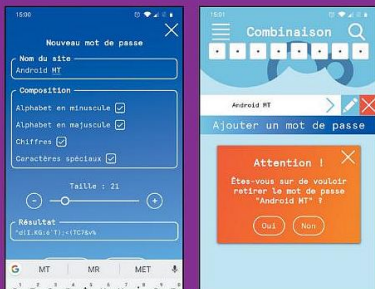 15:00
Nouveau mot de passe
Nom du site
Android MT
Composition
Alphabet en minuscule
Alphabet en majuscule
Chiffres
Caractères spéciaux
Taille : 21
Résultat
MT MR MET
15:01
Combinaison
Android MT
Ajouter un mot de passe
Attention !
Êtes-vous sur de vouloir
retirer le mot de passe
"Android MT" ?
Oui Non